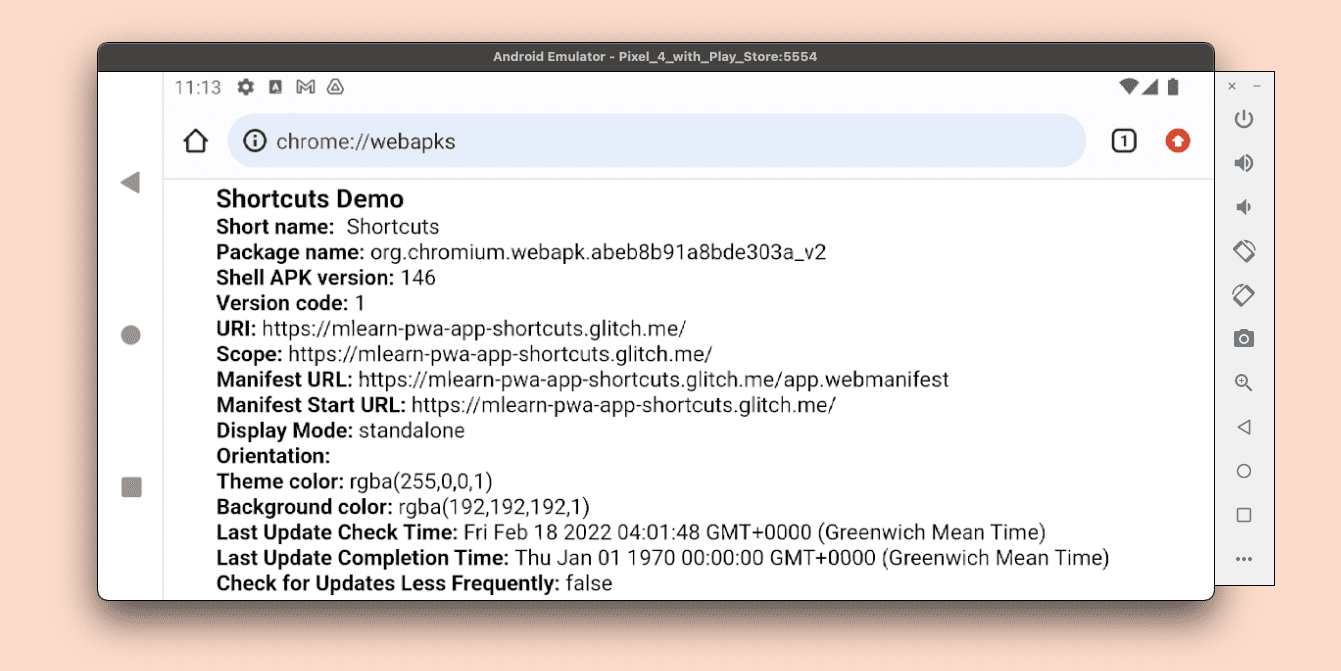 Android Emulator - Pixel_4_with_Play_Store:5554
11:13
chrome://webapks
1
Shortcuts Demo
Short name: Shortcuts
Package name: org.chromium.webapk.abeb8b91a8bde303a_v2
Shell APK version: 146
Version code: 1
URI: https://mlearn-pwa-app-shortcuts.glitch.me/
Scope: https://mlearn-pwa-app-shortcuts.glitch.me/
Manifest URL: https://mlearn-pwa-app-shortcuts.glitch.me/app.webmanifest
Manifest Start URL: https://mlearn-pwa-app-shortcuts.glitch.me/
Display Mode: standalone
Orientation:
Theme color: rgba(255,0,0,1)
Background color: rgba(192,192,192,1)
Last Update Check Time: Fri Feb 18 2022 04:01:48 GMT+0000 (Greenwich Mean Time)
Last Update Completion Time: Thu Jan 01 1970 00:00:00 GMT+0000 (Greenwich Mean Time)
Check for Updates Less Frequently: false